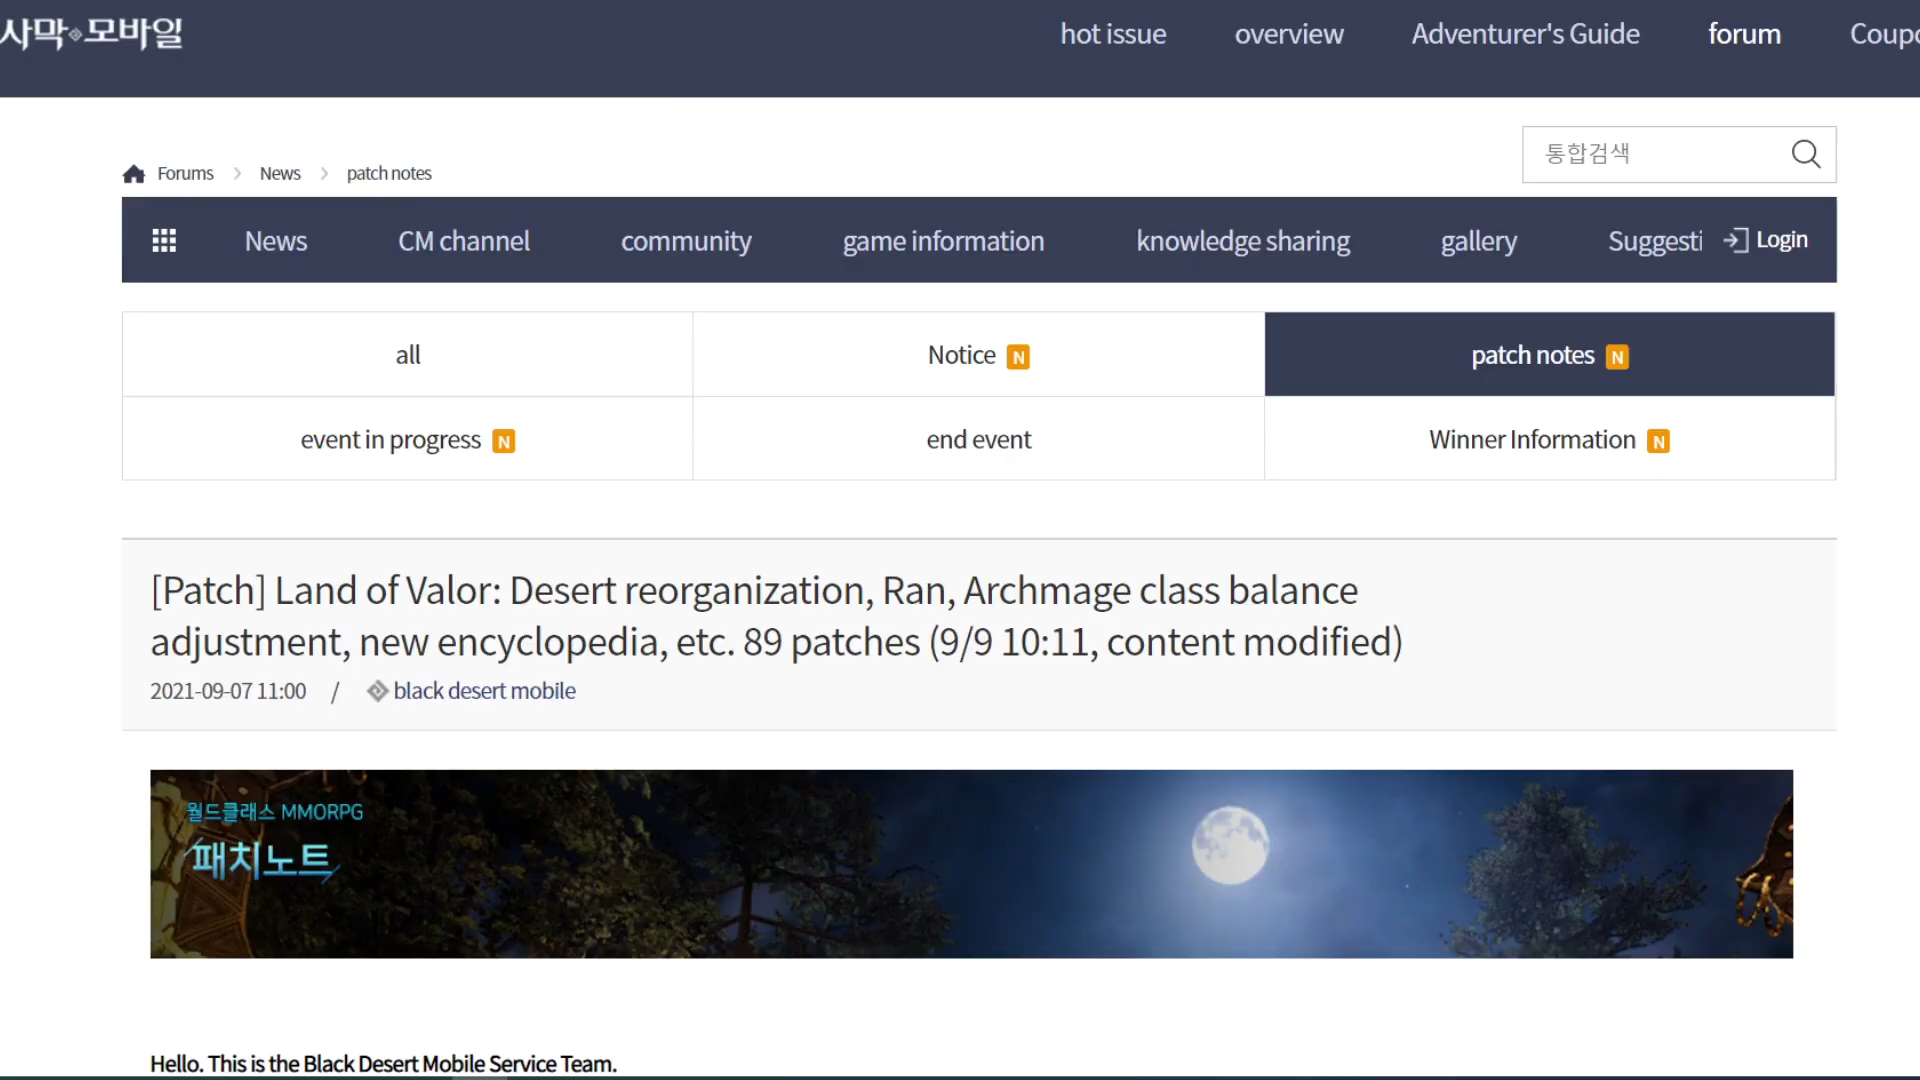 사막 모바일
hot issue overview Adventurer's Guide forum Coupo
통합검색
Forums News patch notes
News CM channel community game information knowledge sharing gallery Suggesti Login
all Notice N patch notes N
event in progress N end event Winner Information N
[Patch] Land of Valor: Desert reorganization, Ran, Archmage class balance
adjustment, new encyclopedia, etc. 89 patches (9/9 10:11, content modified)
2021-09-07 11:00 / black desert mobile
월드클래스 MMORPG
패치노트
Hello. This is the Black Desert Mobile Service Team.